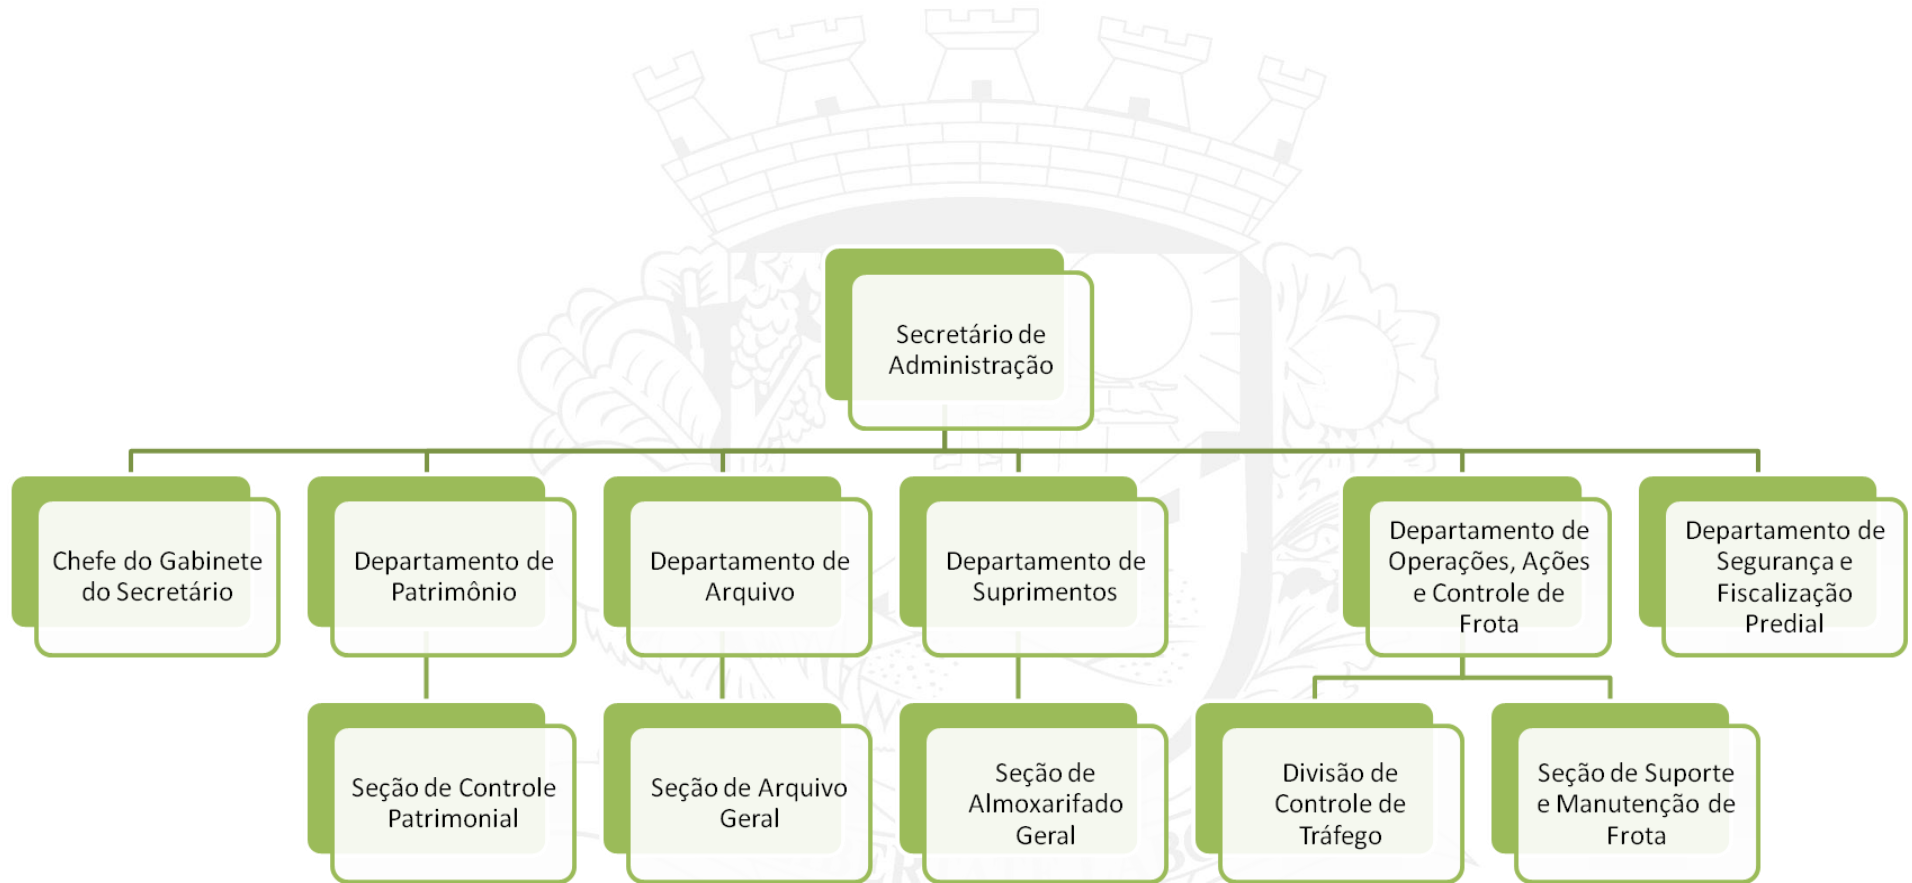 Secretário de
Administração
Chefe do Gabinete
do Secretário
Departamento de
Patrimônio
Departamento de
Arquivo
Departamento de
Suprimentos
Departamento de
Operações, Ações
e Controle de
Frota
Departamento de
Segurança e
Fiscalização
Predial
Seção de Controle
Patrimonial
Seção de Arquivo
Geral
Seção de
Almoxarifado
Geral
Divisão de
Controle de
Tráfego
Seção de Suporte
e Manutenção de
Frota